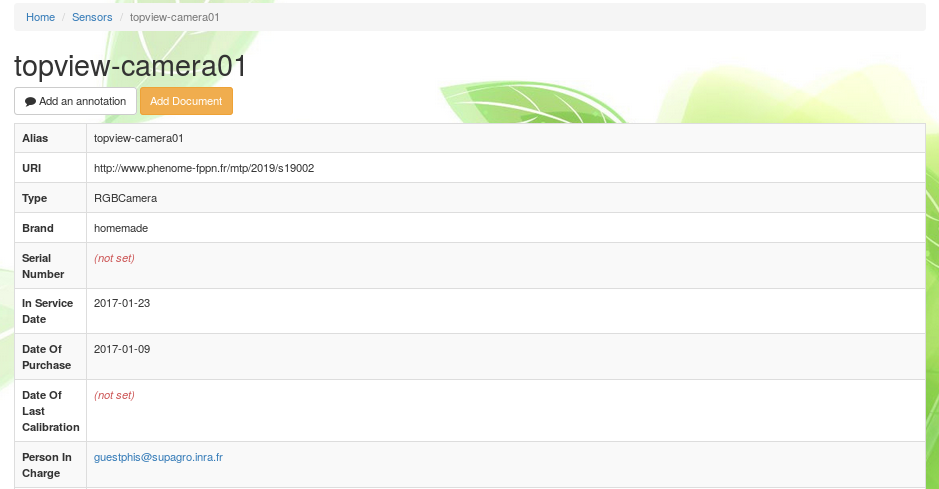 Home / Sensors / topview-camera01
topview-camera01
Add an annotation Add Document
Alias topview-camera01
URI http://www.phenome-fppn.fr/mtp/2019/s19002
Type RGBCamera
Brand homemade
Serial (not set)
Number
In Service 2017-01-23
Date
Date Of 2017-01-09
Purchase
Date Of (not set)
Last
Calibration
Person In guestphis@supagro.inra.fr
Charge